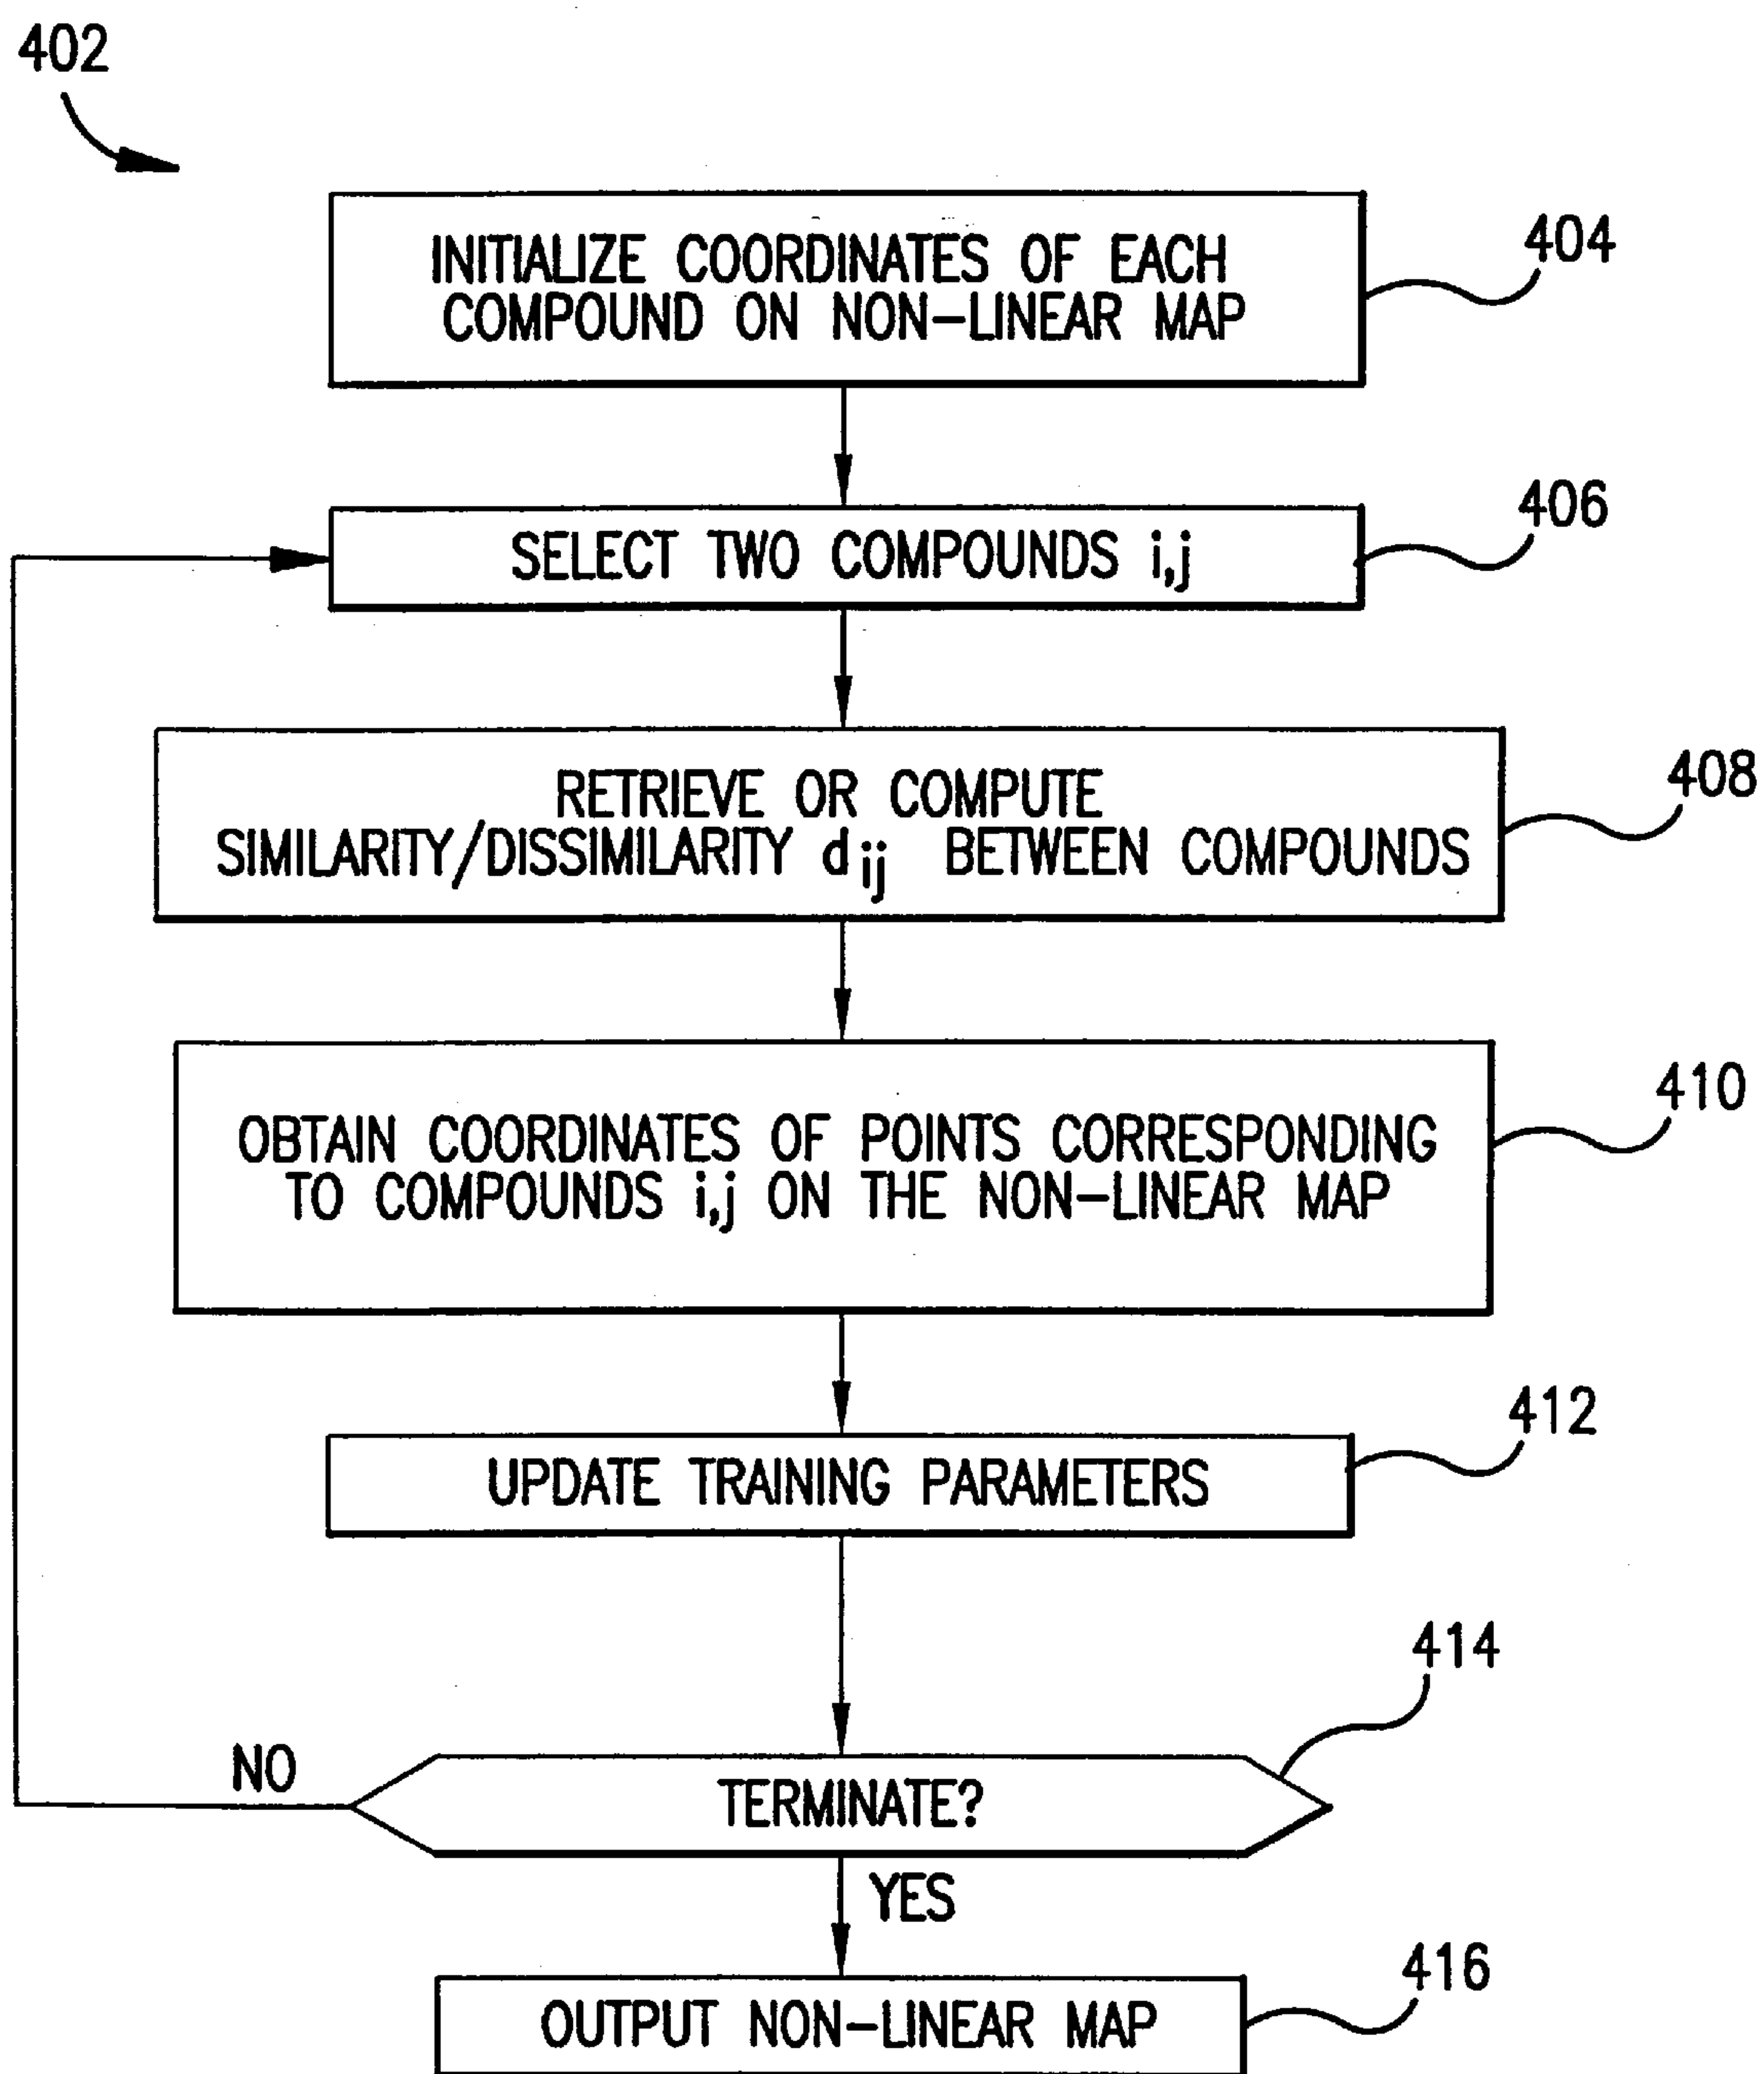 402
INITIALIZE COORDINATES OF EACH
COMPOUND ON NON-LINEAR MAP
404
SELECT TWO COMPOUNDS i,j
406
RETRIEVE OR COMPUTE
SIMILARITY/DISSIMILARITY dij BETWEEN COMPOUNDS
408
OBTAIN COORDINATES OF POINTS CORRESPONDING
TO COMPOUNDS i,j ON THE NON-LINEAR MAP
410
UPDATE TRAINING PARAMETERS
412
TERMINATE?
414
NO
YES
OUTPUT NON-LINEAR MAP
416